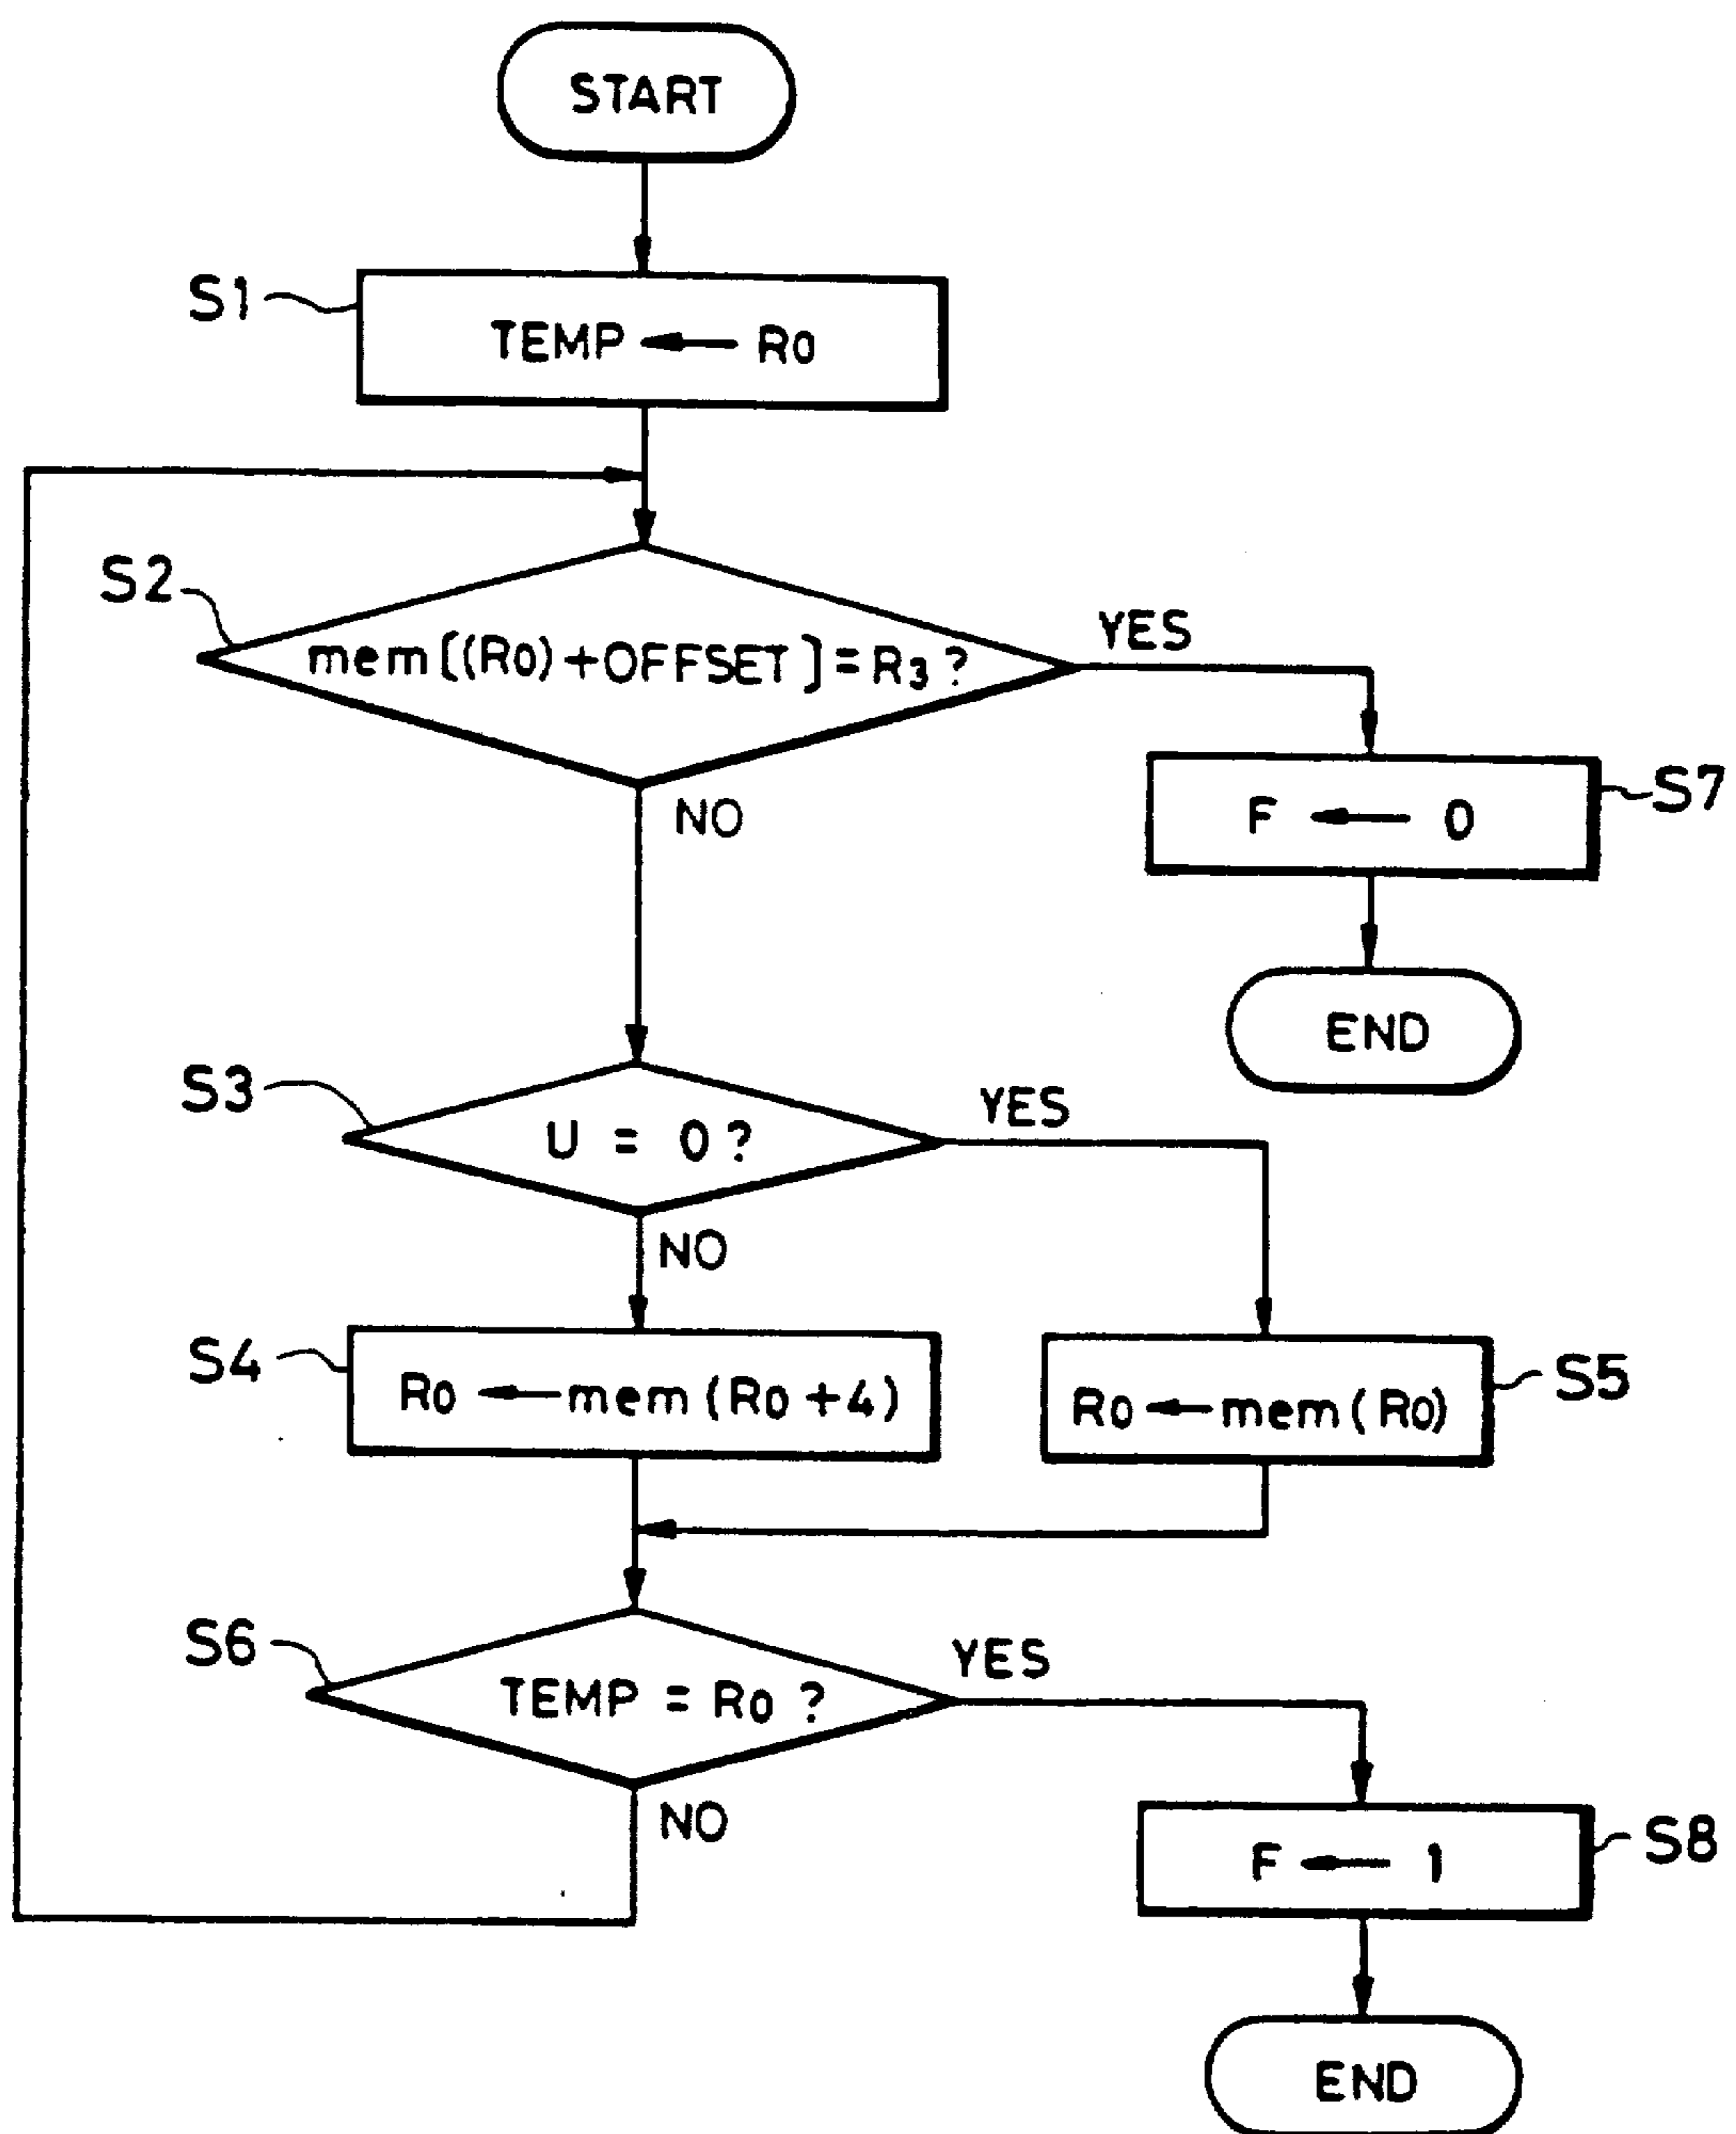 START
S1
TEMP ← R0
S2
mem[(R0)+OFFSET]=R3?
YES
NO
F ← 0
S7
END
S3
U = 0?
YES
NO
S4
R0 ← mem(R0+4)
R0 ← mem(R0)
S5
S6
TEMP = R0?
YES
NO
F ← 1
S8
END